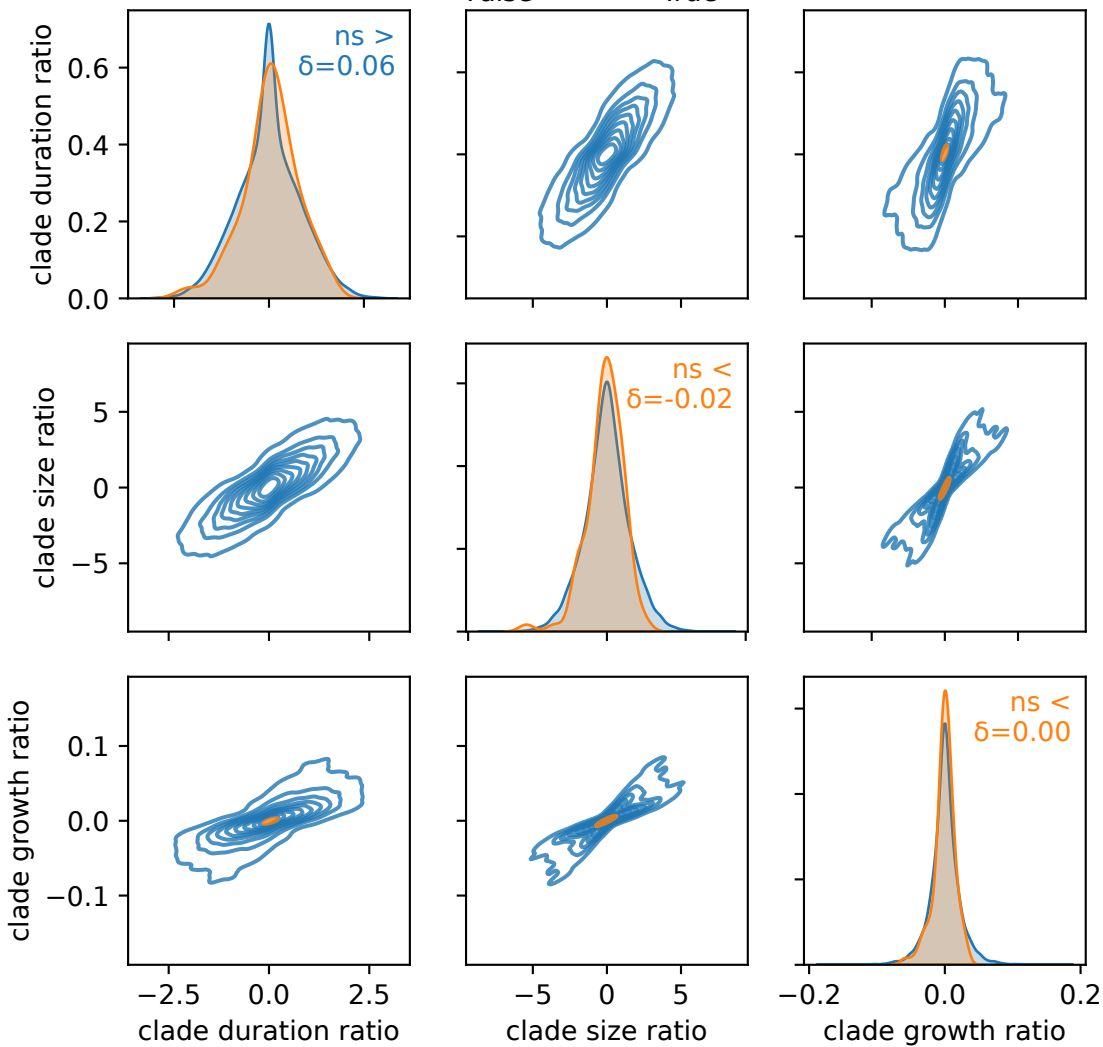 clade duration ratio
0.6
0.4
0.2
0.0
ns >
δ=0.06
clade size ratio
5
0
−5
ns <
δ=-0.02
clade growth ratio
0.1
0.0
−0.1
ns <
δ=0.00
−2.5 0.0 2.5
−5 0 5
−0.2 0.0 0.2
clade duration ratio
clade size ratio
clade growth ratio